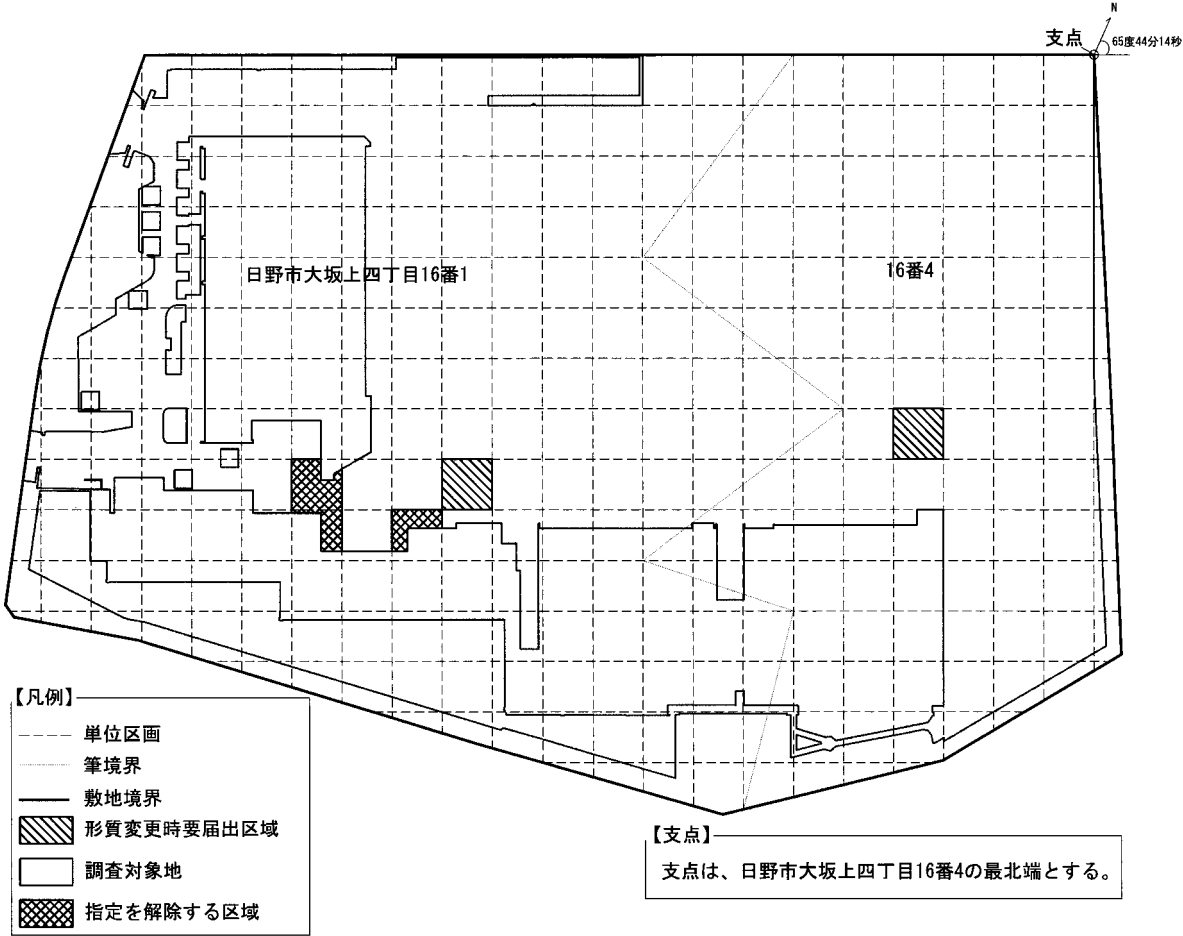 N
支点
65度44分14秒
日野市大坂上四丁目16番1
16番4
【凡例】
単位区画
筆境界
敷地境界
形質変更時要届出区域
調査対象地
指定を解除する区域
【支点】
支点は、日野市大坂上四丁目16番4の最北端とする。